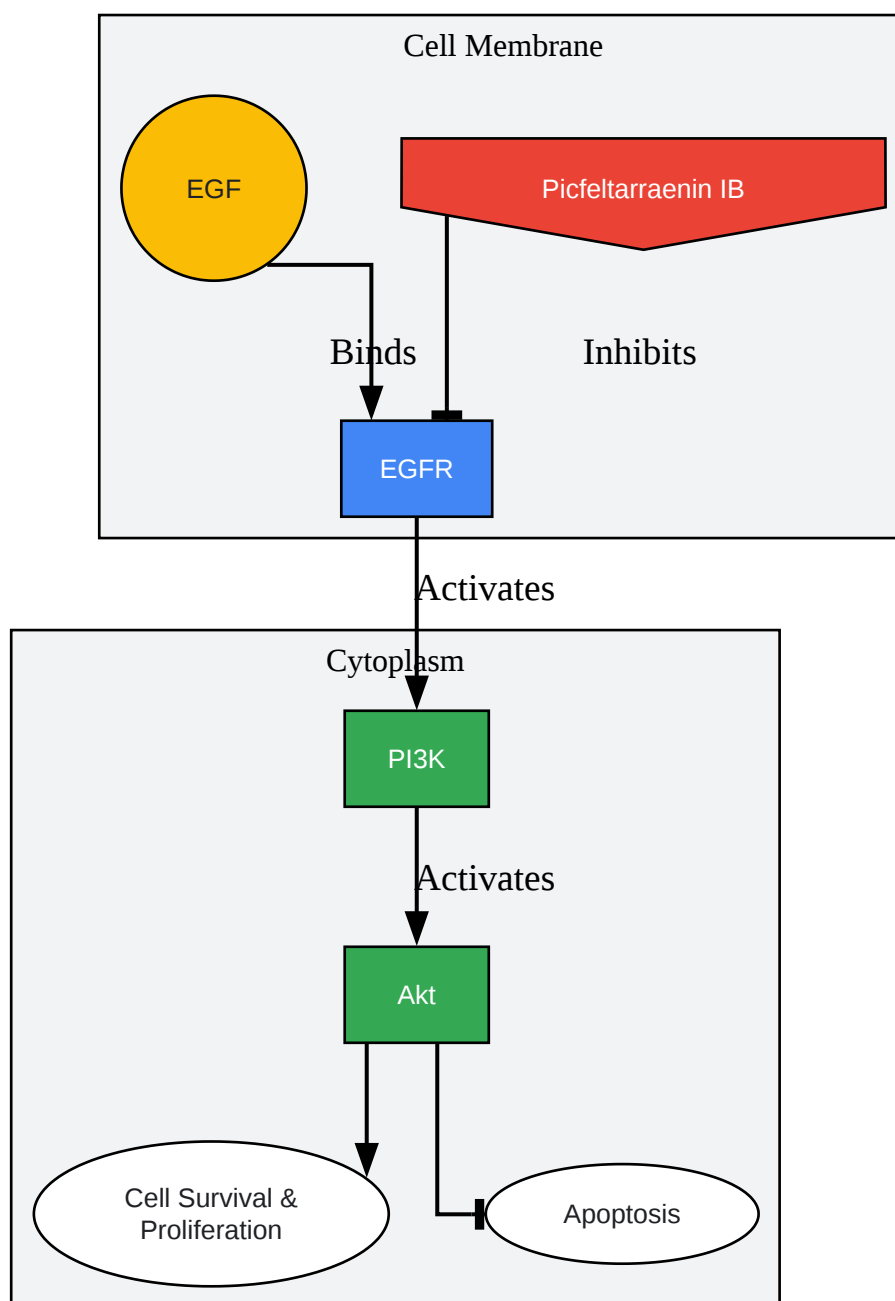 Cell Membrane
EGF
Picfeltarraenin IB
Binds
Inhibits
EGFR
Activates
Cytoplasm
PI3K
Activates
Akt
Cell Survival &
Proliferation
Apoptosis